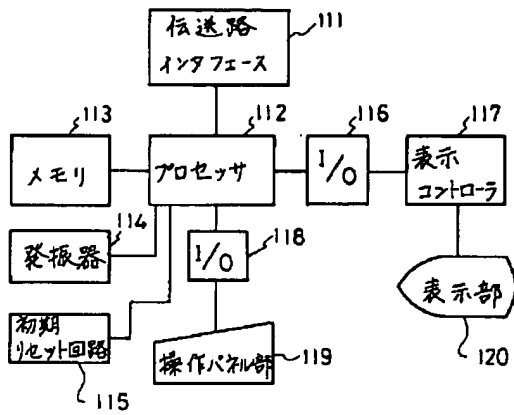 111
伝送路
インタフェース
113
112
116
117
メモリ
プロセッサ
I/O
表示
コントローラ
114
発振器
I/O
118
初期
リセット回路
115
操作パネル部
119
表示部
120